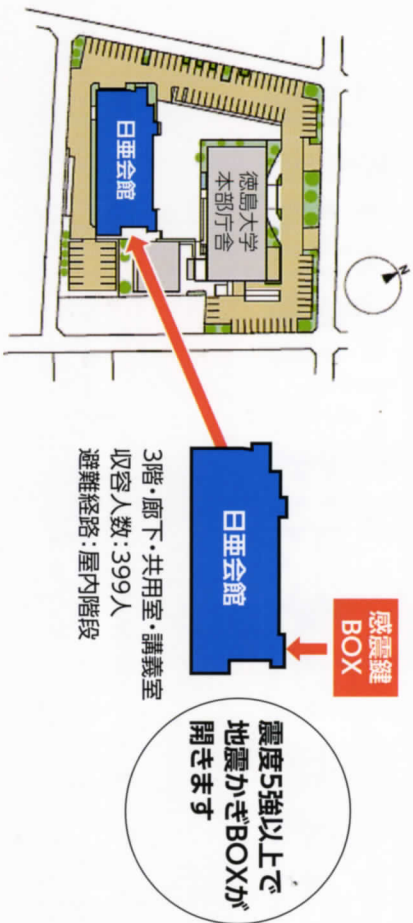 N
徳島大学
本部庁舎
日亜会館
感震鍵
BOX
日亜会館
震度5強以上で
地震かぎBOXが
開きます
3階・廊下・共用室・講義室
収容人数：399人
避難経路：屋内階段